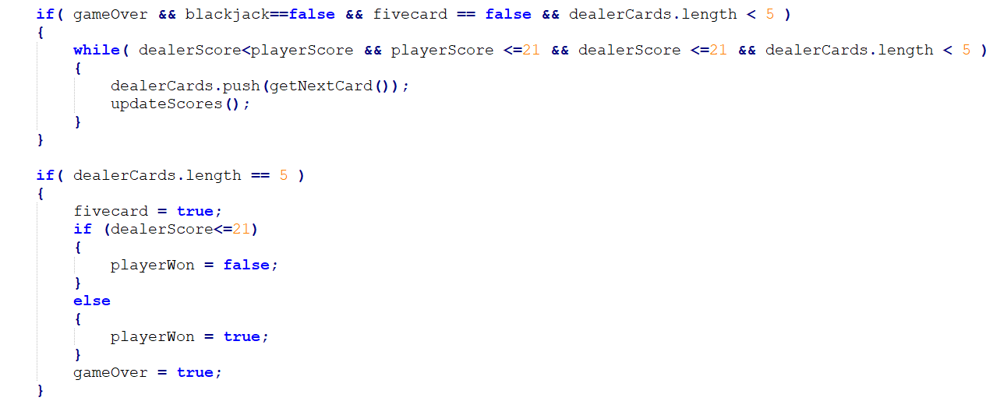 if( gameOver && blackjack==false && fivecard == false && dealerCards.length < 5 )
{
while( dealerScore<playerScore && playerScore <=21 && dealerScore <=21 && dealerCards.length < 5 )
{
dealerCards.push(getNextCard());
updateScores();
}
}
if( dealerCards.length == 5 )
{
fivecard = true;
if (dealerScore<=21)
{
playerWon = false;
}
else
{
playerWon = true;
}
gameOver = true;
}